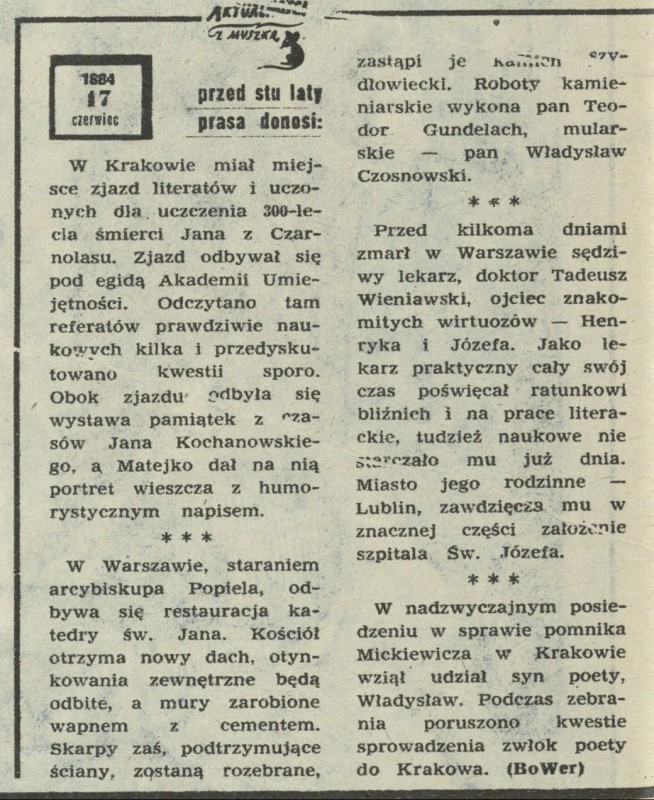 Z MUSZKĄ
1884
17
czerwiec
przed stu laty
prasa donosi:
W Krakowie miał miej-
sce zjazd literatów i uczo-
nych dla uczczenia 300-le-
cia śmierci Jana z Czar-
nolasu. Zjazd odbywał się
pod egidą Akademii Umie-
jętności. Odczytano tam
referatów prawdziwie nau-
kowych kilka i przedysku-
towano kwestii sporo.
Obok zjazdu odbyła się
wystawa pamiątek z cza-
sów Jana Kochanowskie-
go, a Matejko dał na nią
portret wieszcza z humo-
rystycznym napisem.
* * *
W Warszawie, staraniem
arcybiskupa Popiela, od-
bywa się restauracja ka-
tedry św. Jana. Kościół
otrzyma nowy dach, otyn-
kowania zewnętrzne będą
odbite, a mury zarobione
wapnem z cementem.
Skarpy zaś, podtrzymujące
ściany, zostaną rozebrane,
zastąpi je kamień szy-
dłowiecki. Roboty kamie-
niarskie wykona pan Teo-
dor Gundelach, mular-
skie — pan Władysław
Czosnowski.
* * *
Przed kilkoma dniami
zmarł w Warszawie sędzi-
wy lekarz, doktor Tadeusz
Wieniawski, ojciec znako-
mitych wirtuozów — Hen-
ryka i Józefa. Jako le-
karz praktyczny cały swój
czas poświęcał ratunkowi
bliźnich i na prace litera-
ckie, tudzież naukowe nie
starczało mu już dnia.
Miasto jego rodzinne —
Lublin, zawdzięcza mu w
znacznej części założenie
szpitala Św. Józefa.
* * *
W nadzwyczajnym posie-
dzeniu w sprawie pomnika
Mickiewicza w Krakowie
wziął udział syn poety,
Władysław. Podczas zebra-
nia poruszono kwestie
sprowadzenia zwłok poety
do Krakowa. (BoWer)